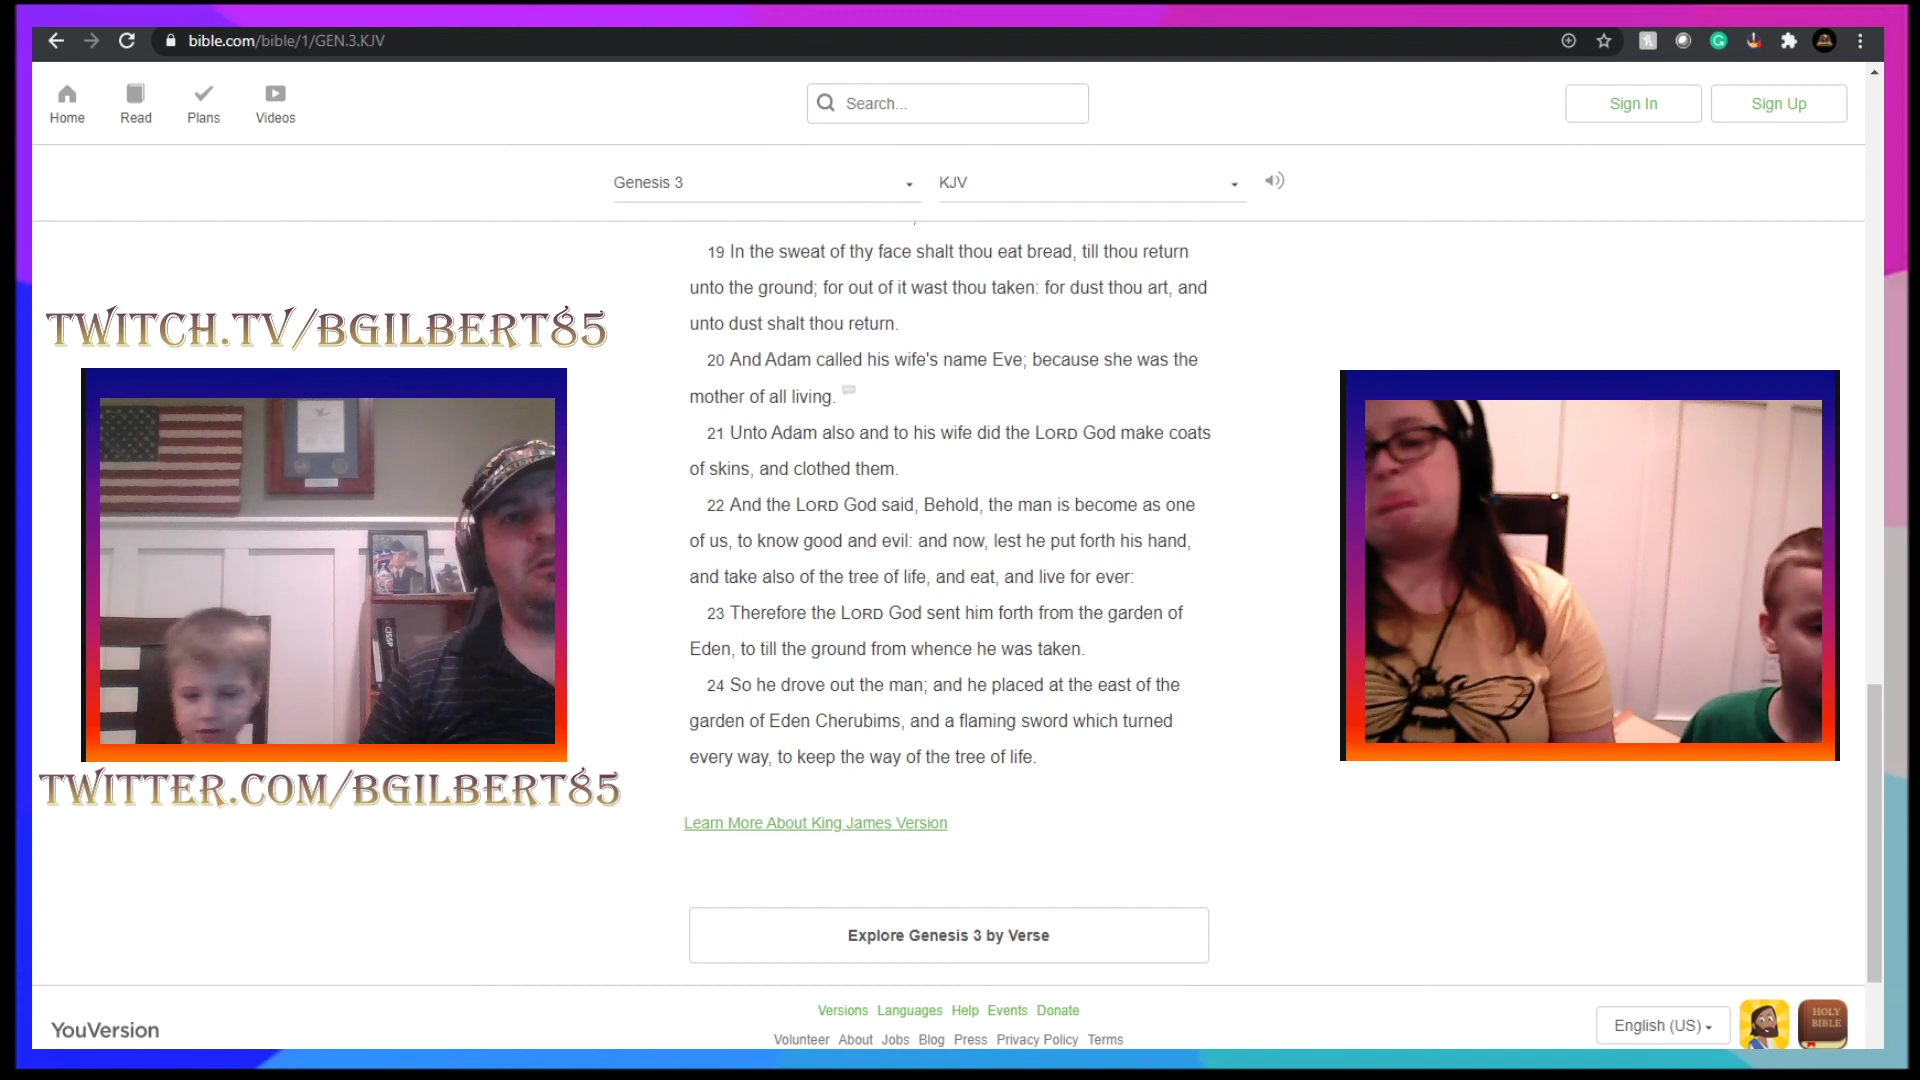 bible.com/bible/1/GEN.3.KJV
Home
Read
Plans
Videos
Search...
Sign In
Sign Up
Genesis 3
KJV
19 In the sweat of thy face shalt thou eat bread, till thou return
unto the ground; for out of it wast thou taken: for dust thou art, and
unto dust shalt thou return.
20 And Adam called his wife's name Eve; because she was the
mother of all living.
21 Unto Adam also and to his wife did the LORD God make coats
of skins, and clothed them.
22 And the LORD God said, Behold, the man is become as one
of us, to know good and evil: and now, lest he put forth his hand,
and take also of the tree of life, and eat, and live for ever:
23 Therefore the LORD God sent him forth from the garden of
Eden, to till the ground from whence he was taken.
24 So he drove out the man; and he placed at the east of the
garden of Eden Cherubims, and a flaming sword which turned
every way, to keep the way of the tree of life.
TWITCH.TV/BGILBERT85
CISSP
TWITTER.COM/BGILBERT85
Learn More About King James Version
Explore Genesis 3 by Verse
Versions Languages Help Events Donate
YouVersion
Volunteer About Jobs Blog Press Privacy Policy Terms
English (US)
HOLY
BIBLE